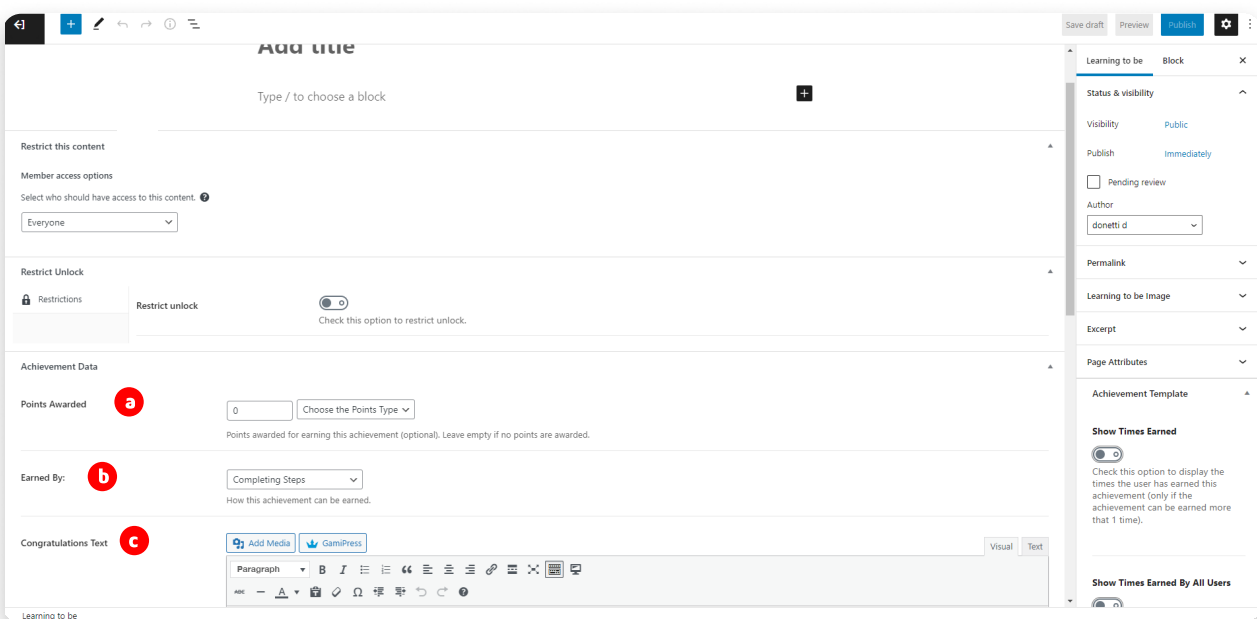 Save draft
Preview
Publish
Add title
Type / to choose a block
Restrict this content
Member access options
Select who should have access to this content.
Everyone
Restrict Unlock
Restrictions
Restrict unlock
Check this option to restrict unlock.
Achievement Data
Points Awarded
a
0
Choose the Points Type
Points awarded for earning this achievement (optional). Leave empty if no points are awarded.
Earned By:
b
Completing Steps
How this achievement can be earned.
Congratulations Text
c
Add Media
GamiPress
Visual
Text
Paragraph
B I
ABC
A
Ω
Learning to be
Learning to be
Block
Status & visibility
Visibility
Public
Publish
Immediately
Pending review
Author
donetti d
Permalink
Learning to be Image
Excerpt
Page Attributes
Achievement Template
Show Times Earned
Check this option to display the
times the user has earned this
achievement (only if the
achievement can be earned more
that 1 time).
Show Times Earned By All Users